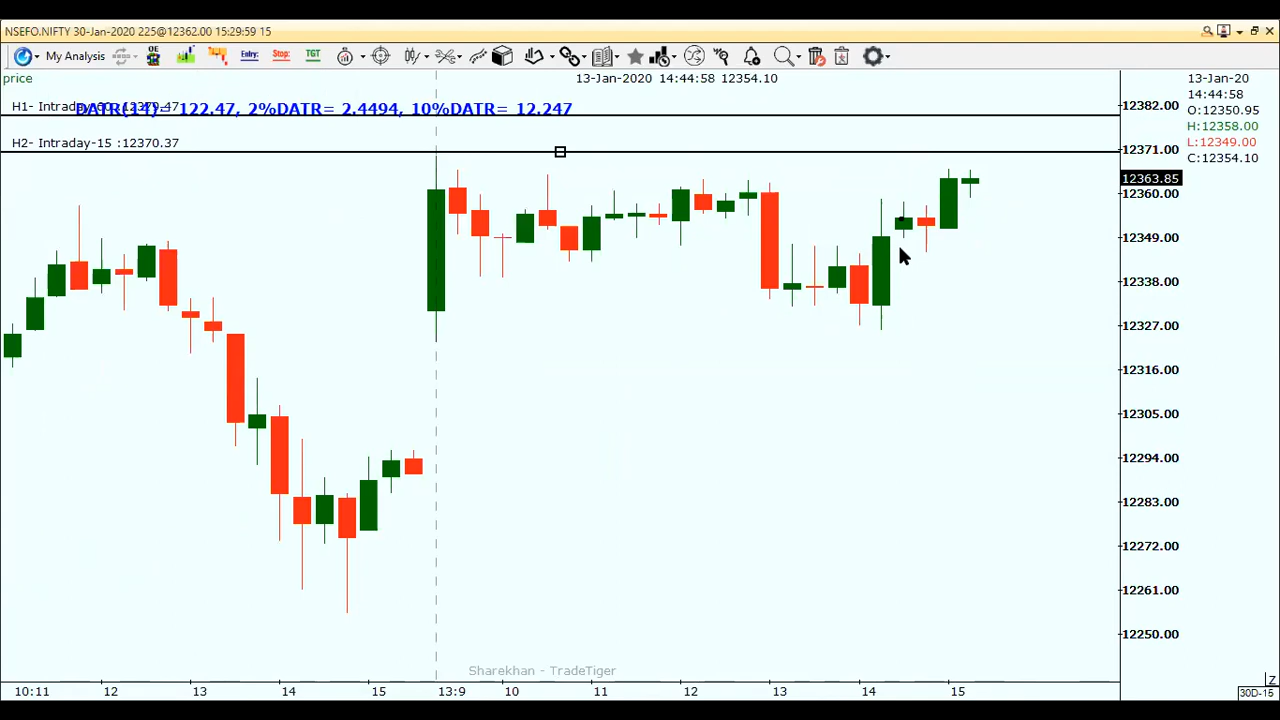 NSEFO.NIFTY 30-Jan-2020 225@12362.00 15:29:59 15
My Analysis
OE
Entry
Stop:
TGT
price
13-Jan-2020 14:44:58 12354.10
13-Jan-20
14:44:58
O:12350.95
H:12358.00
L:12349.00
C:12354.10
DATR(14)= 122.47, 2%DATR= 2.4494, 10%DATR= 12.247
H2- Intraday-15 :12370.37
12382.00
12371.00
12363.85
12360.00
12349.00
12338.00
12327.00
12316.00
12305.00
12294.00
12283.00
12272.00
12261.00
12250.00
Sharekhan - TradeTiger
10:11 12 13 14 15 13:9 10 11 12 13 14 15
Z
30D-15